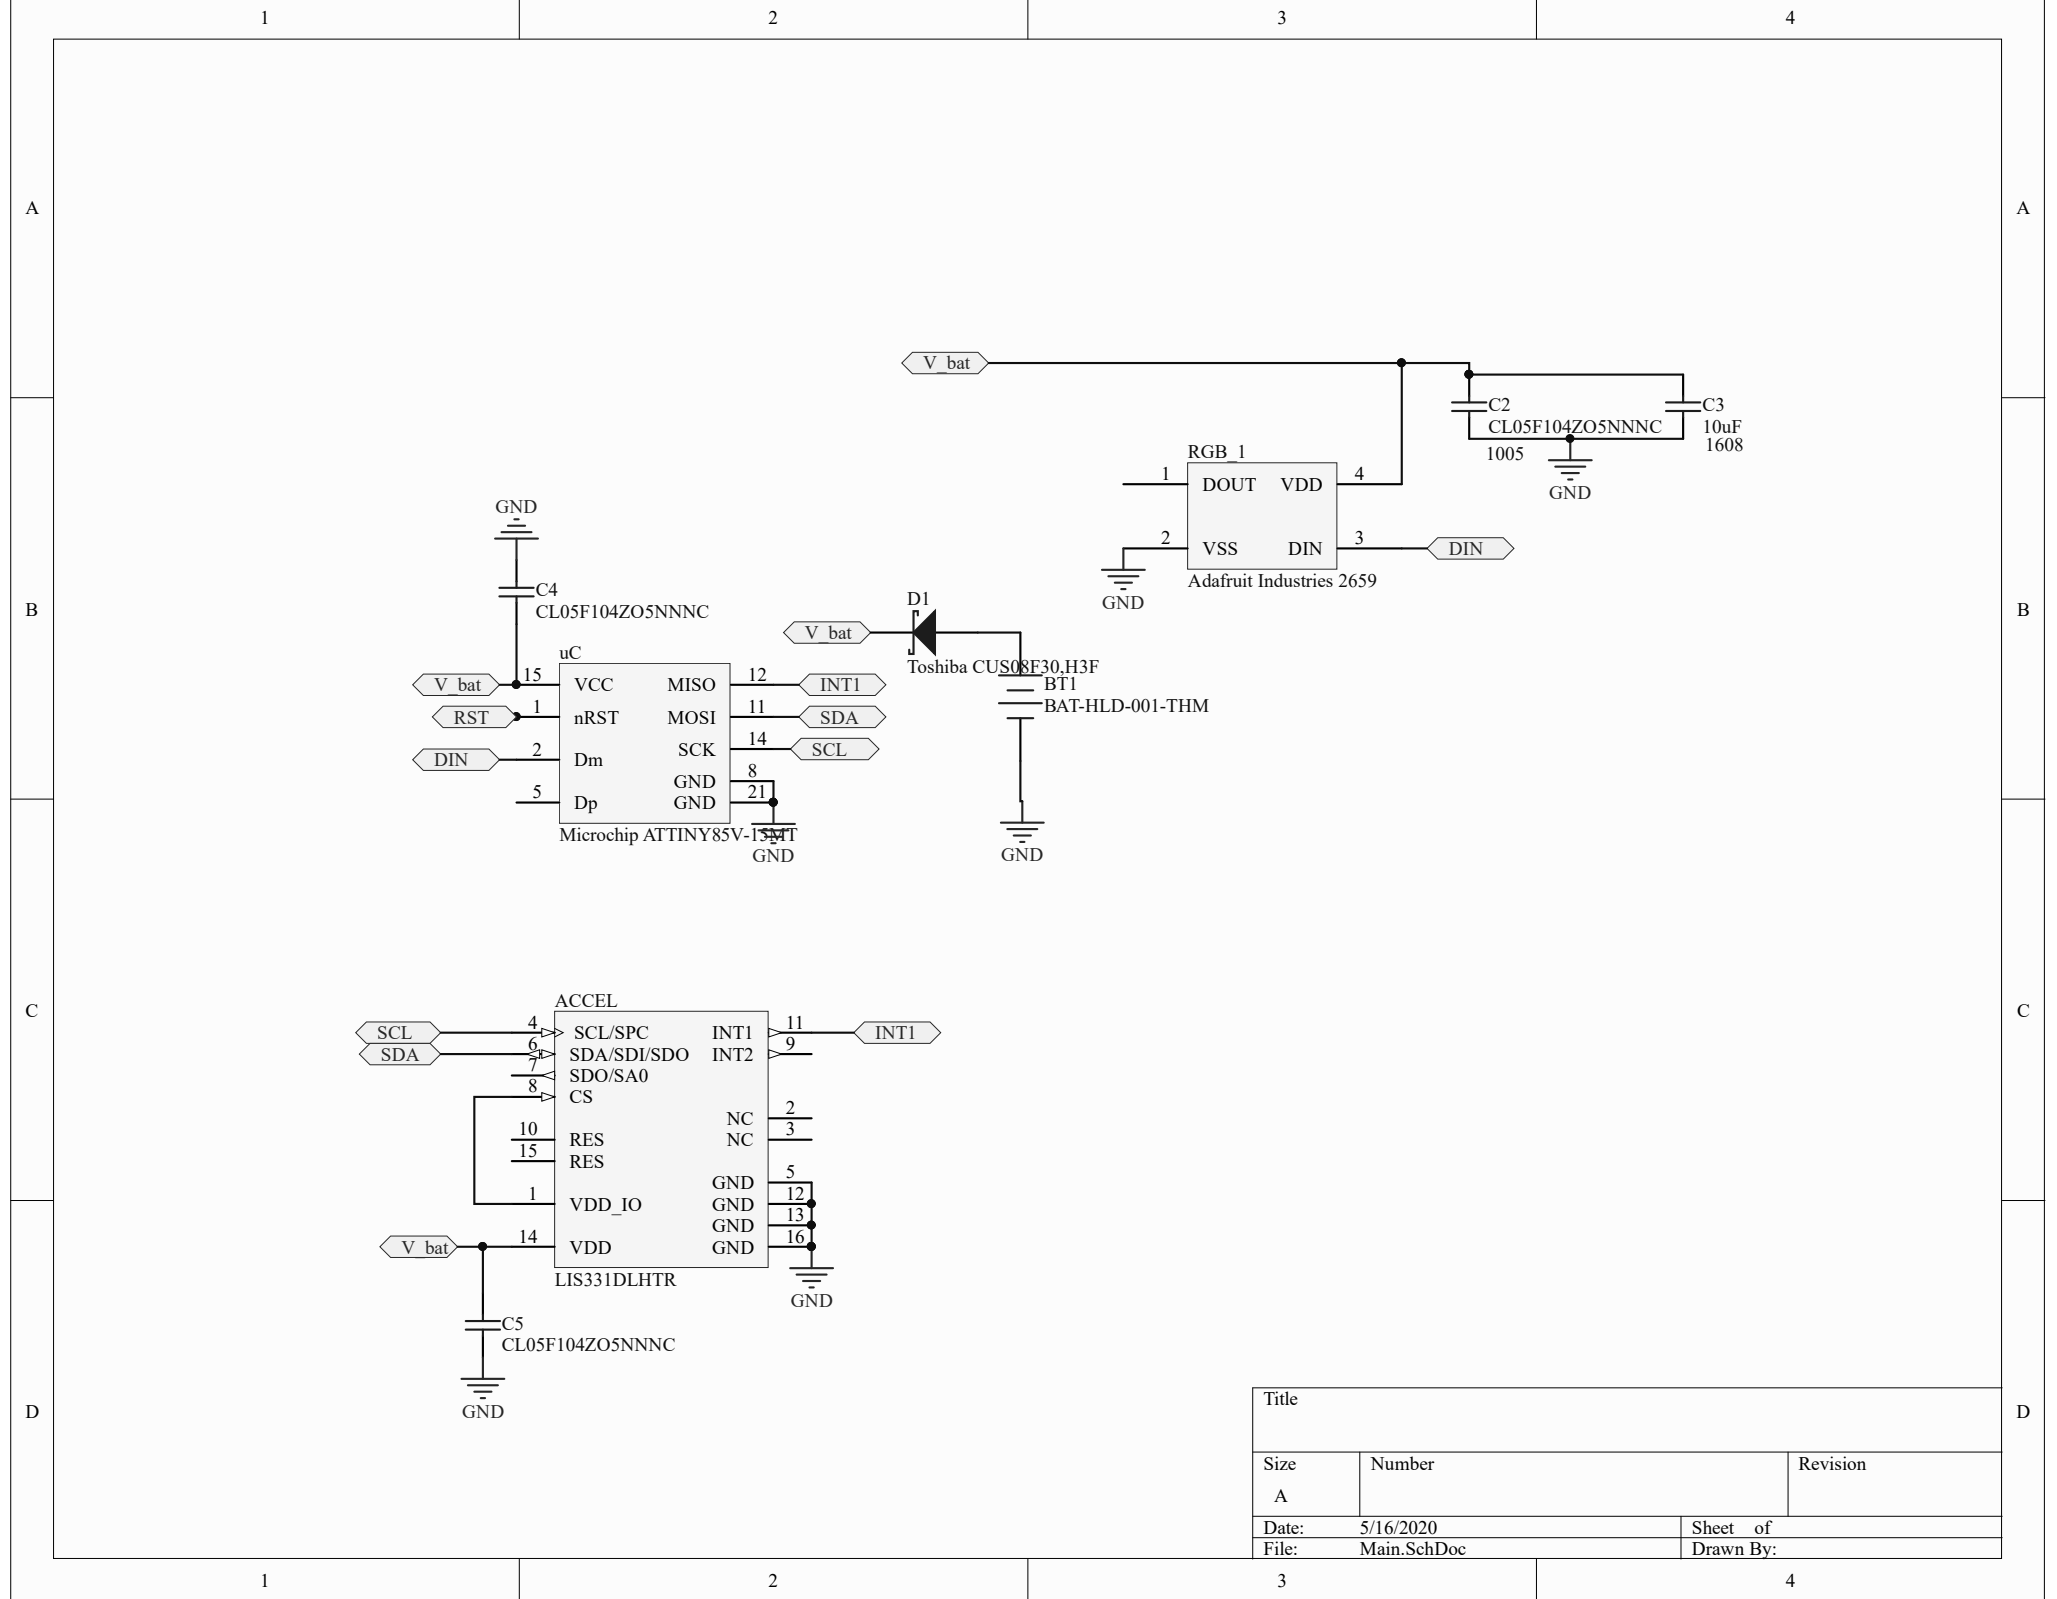 1 2 3 4
A A
V_bat
C2
CL05F104ZO5NNNC
1005
C3
10uF
1608
GND
RGB_1
1 DOUT VDD 4
2 VSS DIN 3 DIN
Adafruit Industries 2659
GND
GND
C4
CL05F104ZO5NNNC
B B
D1
V_bat
Toshiba CUS08F30,H3F
BT1
BAT-HLD-001-THM
GND
uC
V_bat 15 VCC MISO 12 INT1
RST 1 nRST MOSI 11 SDA
SCK 14 SCL
DIN 2 Dm
GND 8
5 Dp GND 21
Microchip ATTINY85V-15MT
GND
C C
ACCEL
SCL 4 SCL/SPC INT1 11 INT1
SDA 6 SDA/SDI/SDO INT2 9
7 SDO/SA0
8 CS
NC 2
10 RES NC 3
15 RES
GND 5
1 VDD_IO GND 12
GND 13
V_bat 14 VDD GND 16
LIS331DLHTR
GND
C5
CL05F104ZO5NNNC
GND
D D
Title
Size Number Revision
A
Date: 5/16/2020 Sheet of
File: Main.SchDoc Drawn By:
1 2 3 4